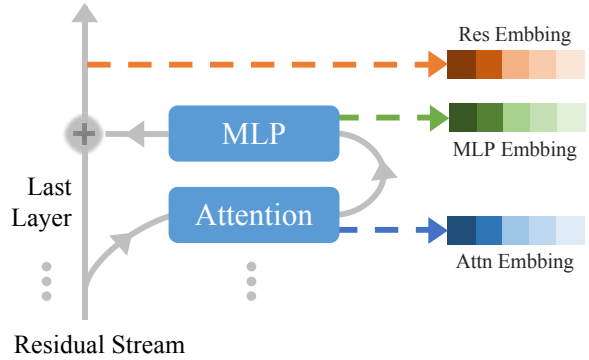 Res Embbing
MLP
MLP Embbing
Last
Layer
Attention
Attn Embbing
Residual Stream